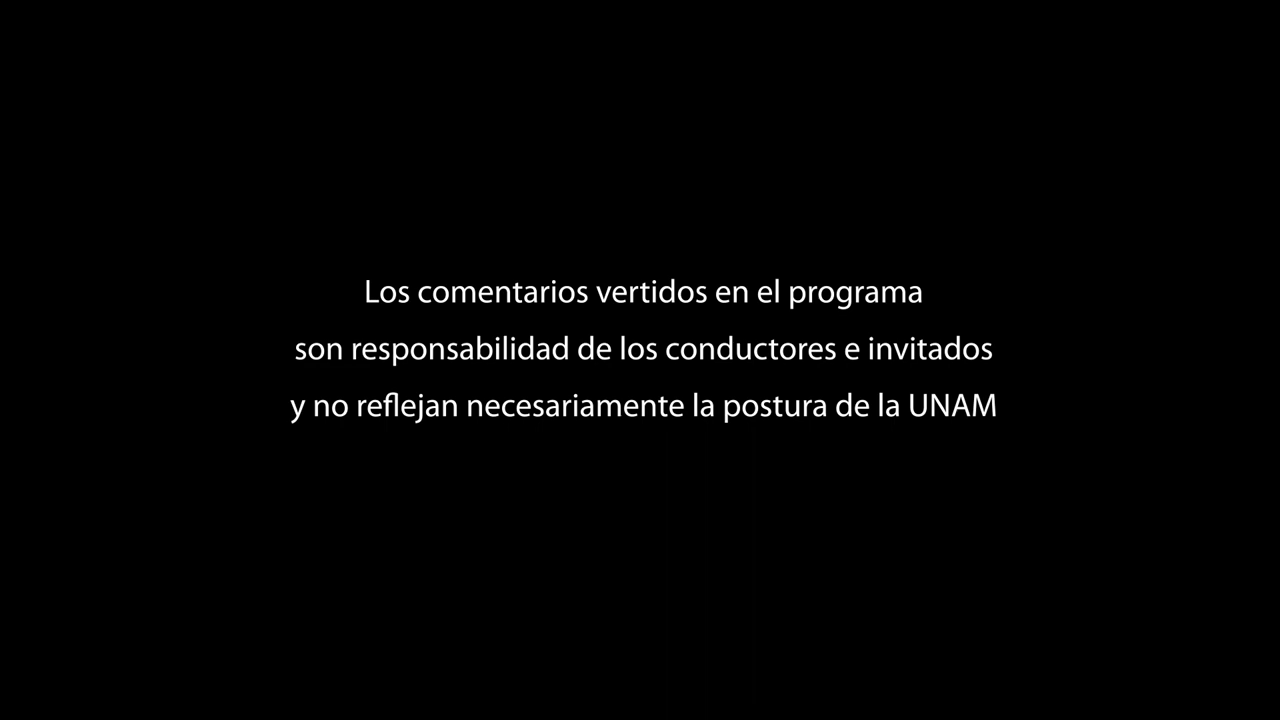 Los comentarios vertidos en el programa
son responsabilidad de los conductores e invitados
y no reflejan necesariamente la postura de la UNAM